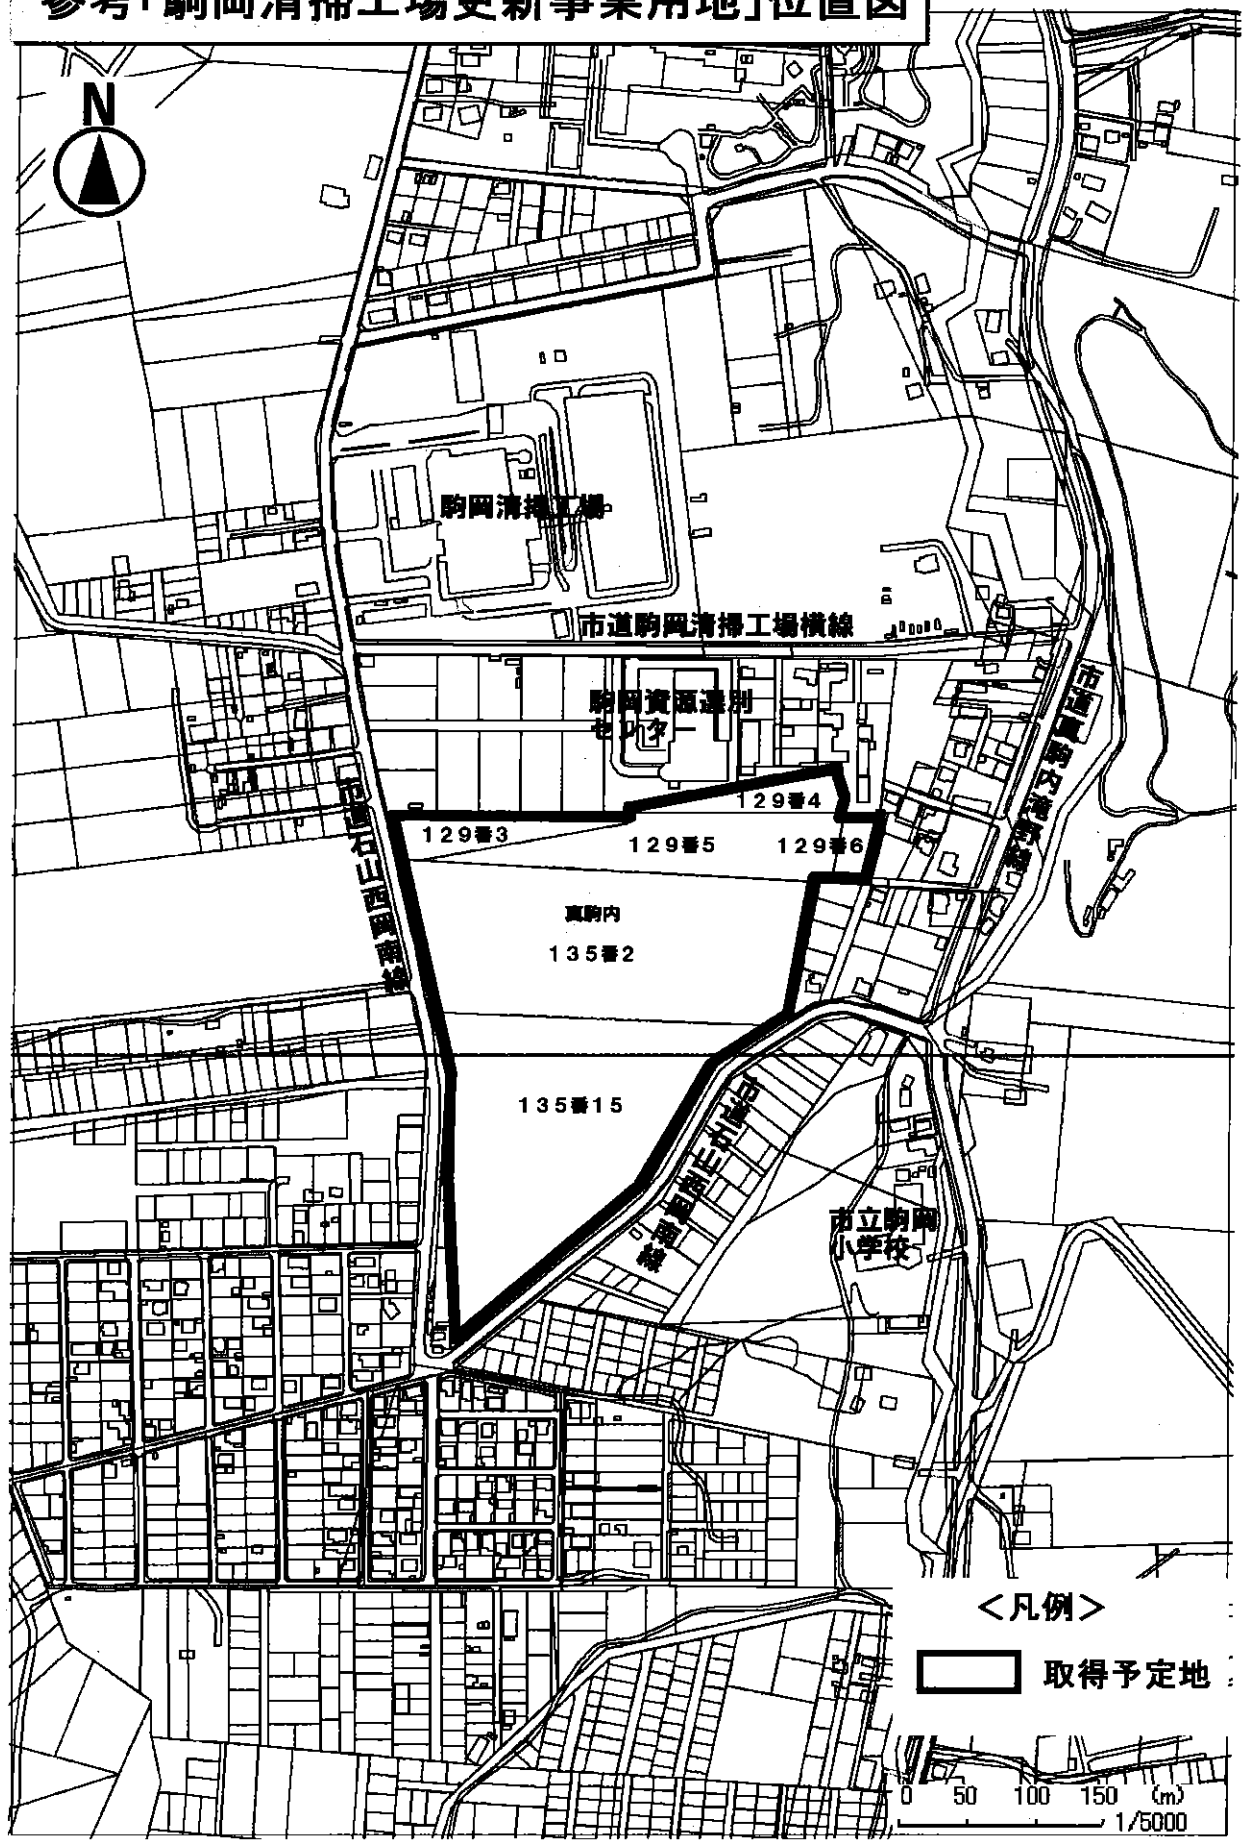 参考「駒岡清掃工場更新事業用地」位置図
N
駒岡清掃工場
市道駒岡清掃工場横線
駒岡資源選別
センタ
市道真駒内滝野線
市道石山西岡南線
129番4
129番3
129番5
129番6
真駒内
135番2
135番15
市道石山西岡南線
市立駒岡
小学校
＜凡例＞
取得予定地
0 50 100 150 (m)
1/5000